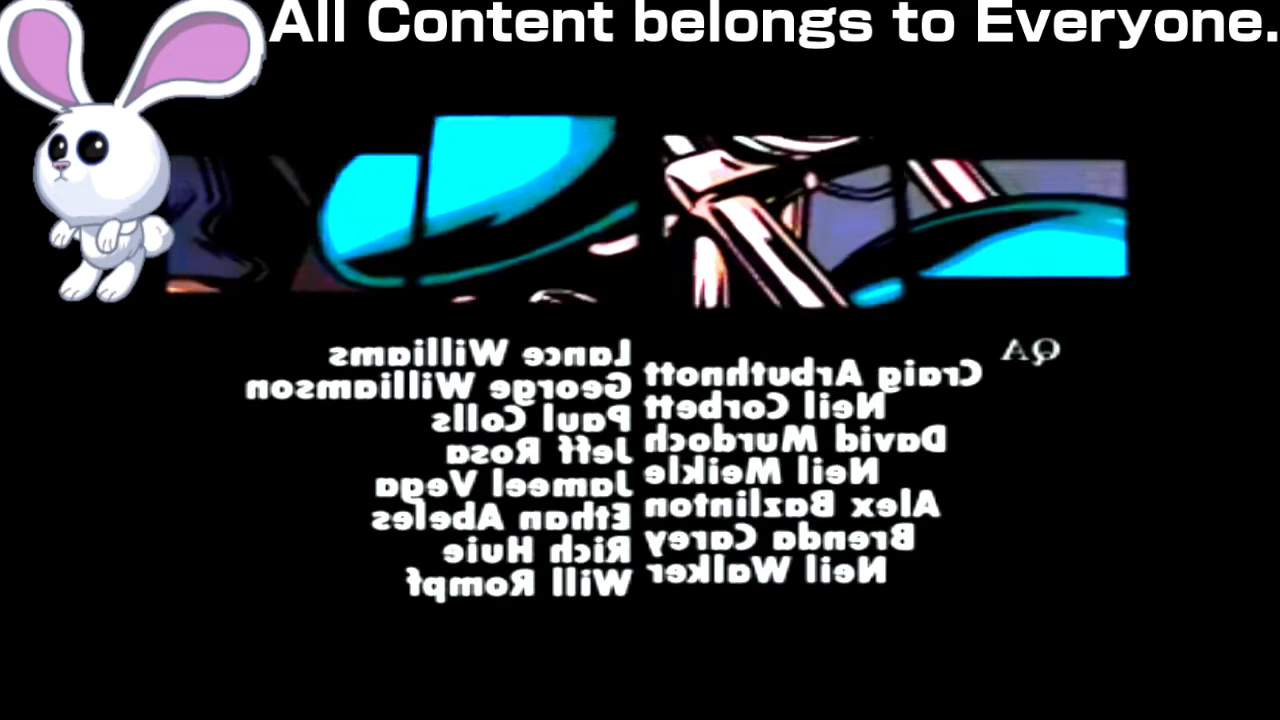 All Content belongs to Everyone.
QA
Craig Arbuthnott
Neil Corbett
David Murdoch
Neil Meikle
Alex Bazlinton
Brenda Carey
Neil Walker
Lance Williams
George Williamson
Paul Colls
Jeff Rosa
Jameel Vega
Ethan Abeles
Rich Huie
Will Rompf